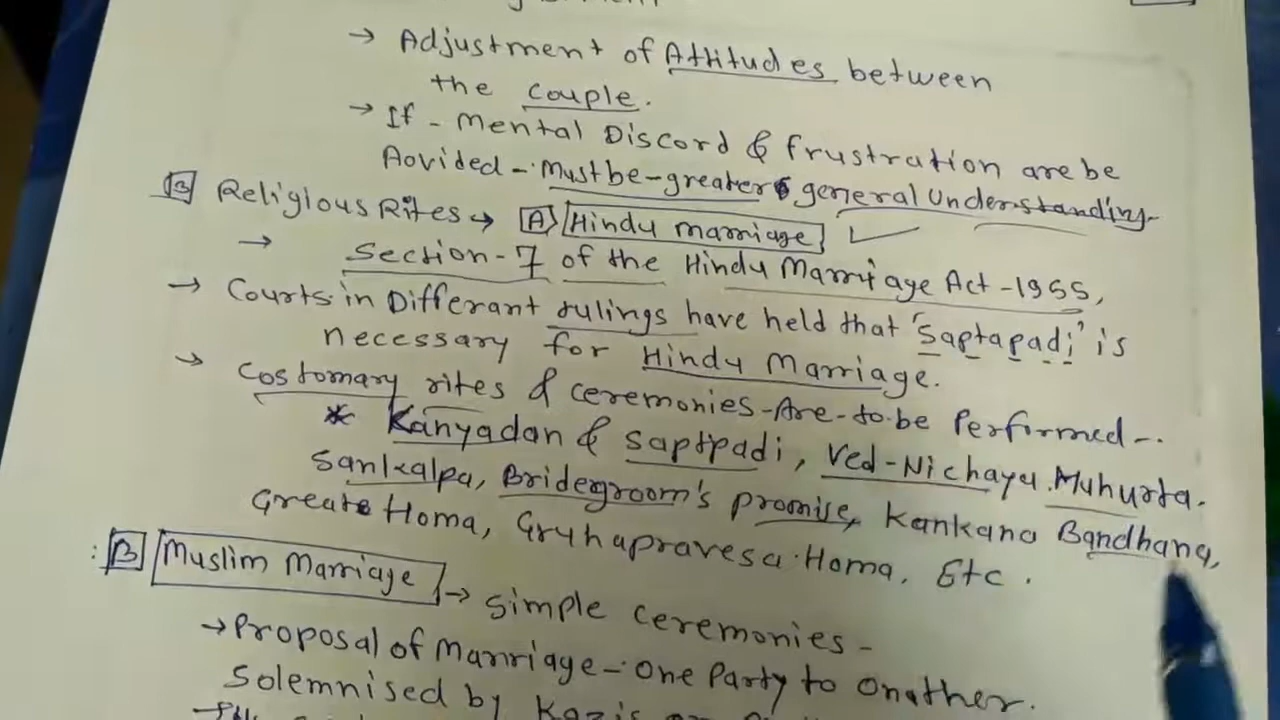 → Adjustment of Attitudes between
the couple.
→ If - mental Discord & frustration are be
Aovided - Must be - greater & general Understanding -
B Religious Rites → A Hindu marriage
→ Section-7 of the Hindu Marriage Act -1955,
→ Courts in Differant rulings have held that 'Saptapadi' is
necessary for Hindu Marriage.
→ Costomary rites & ceremonies - Are - to be Performed -.
* Kanyadan & saptpadi, Ved-Nichaya Muhurta.
Sankalpa, Bridegroom's promise, Kankana Bandhana,
Greate Homa, Gruhapravesa Homa, Etc.
B Muslim Marriage → Simple Ceremonies -
→ Proposal of Manriage - One Party to Onather.
Solemnised by Kazis